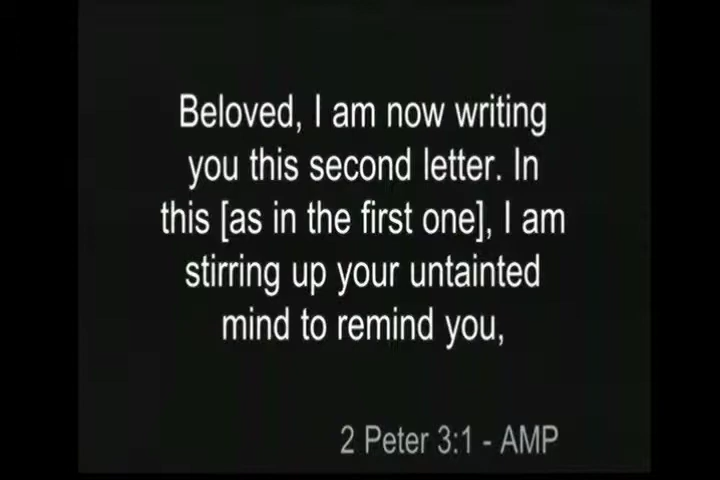 Beloved, I am now writing
you this second letter. In
this [as in the first one], I am
stirring up your untainted
mind to remind you,
2 Peter 3:1 - AMP